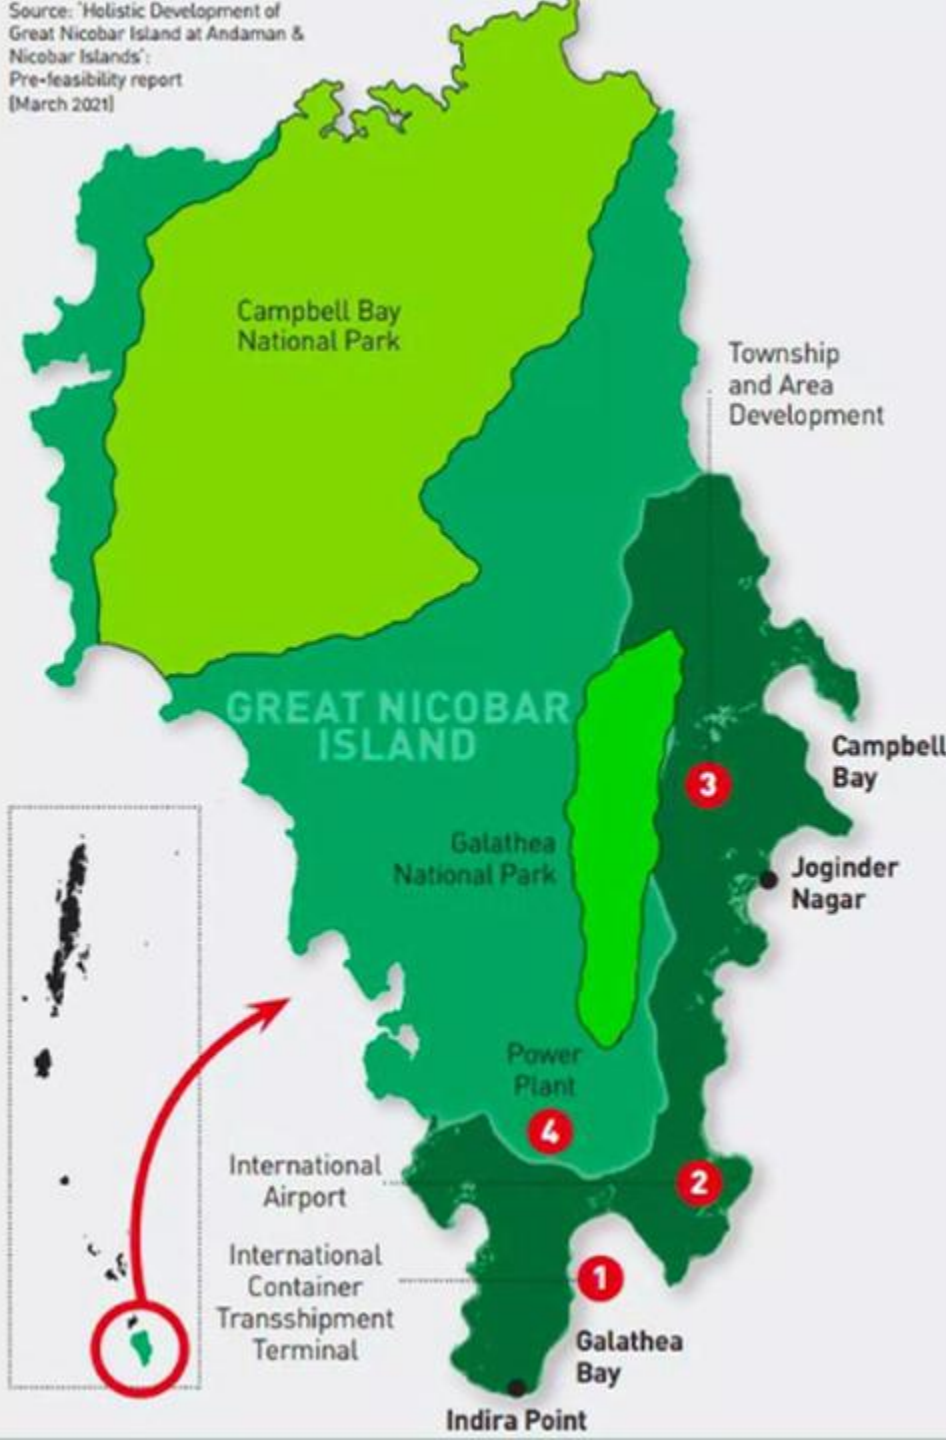 Source: 'Holistic Development of
Great Nicobar Island at Andaman &
Nicobar Islands':
Pre-feasibility report
(March 2021)
Campbell Bay
National Park
Township
and Area
Development
GREAT NICOBAR
ISLAND
Campbell
Bay
3
Galathea
National Park
Joginder
Nagar
Power
Plant
4
International
Airport
2
International
Container
Transshipment
Terminal
1
Galathea
Bay
Indira Point